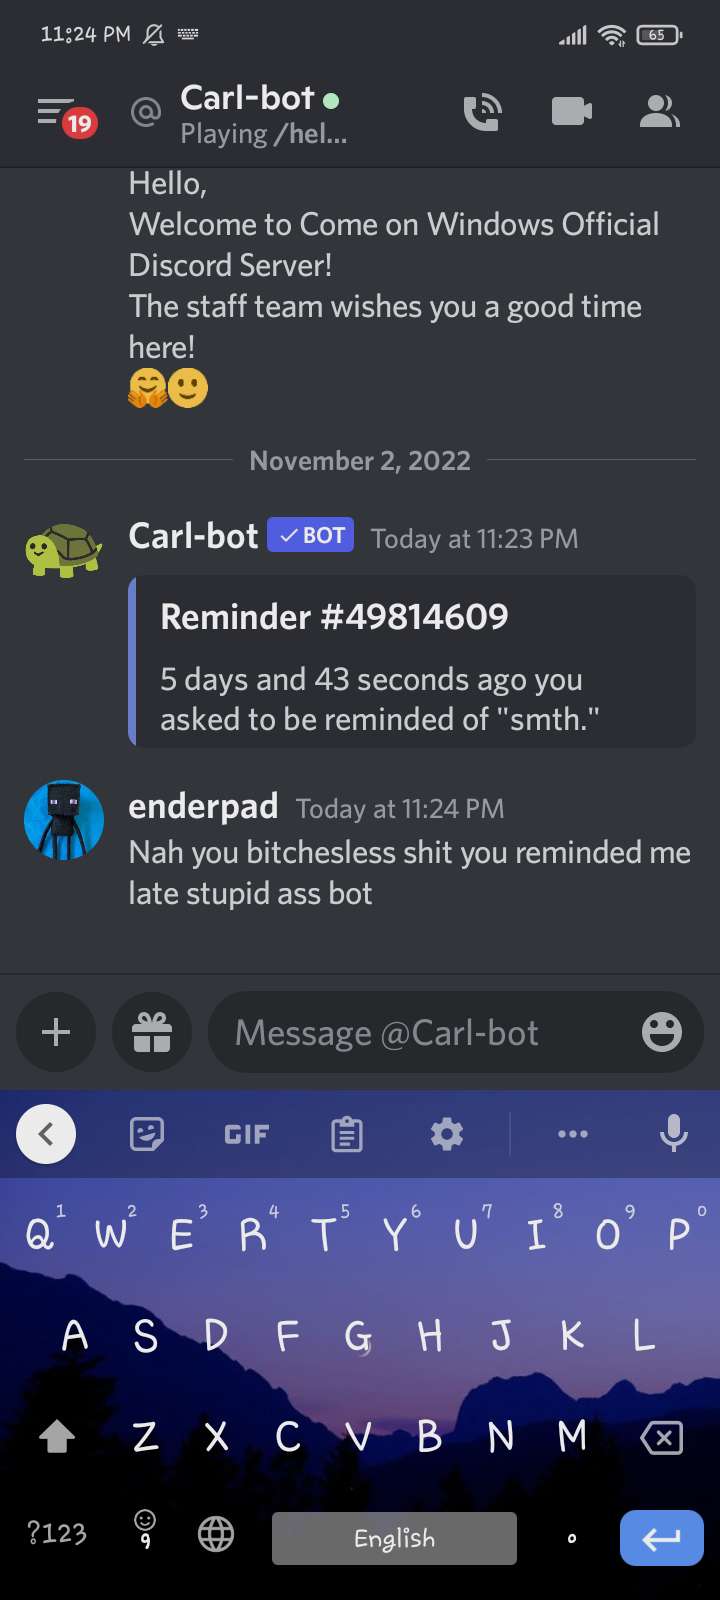 11:24 PM
65
19
@ Carl-bot
Playing /hel...
Hello,
Welcome to Come on Windows Official
Discord Server!
The staff team wishes you a good time
here!
🤗🙂
November 2, 2022
Carl-bot ✓ BOT Today at 11:23 PM
Reminder #49814609
5 days and 43 seconds ago you
asked to be reminded of "smth."
enderpad Today at 11:24 PM
Nah you bitchesless shit you reminded me
late stupid ass bot
Message @Carl-bot
GIF
1 2 3 4 5 6 7 8 9 0
Q W E R T Y U I O P
A S D F G H J K L
Z X C V B N M
?123 , English .